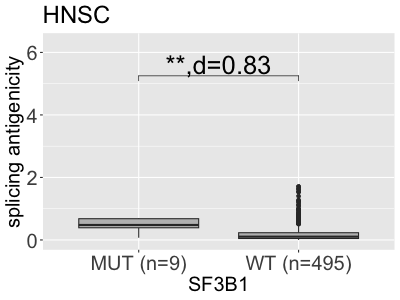 HNSC
**,d=0.83
6
4
2
0
splicing antigenicity
MUT (n=9) WT (n=495)
SF3B1